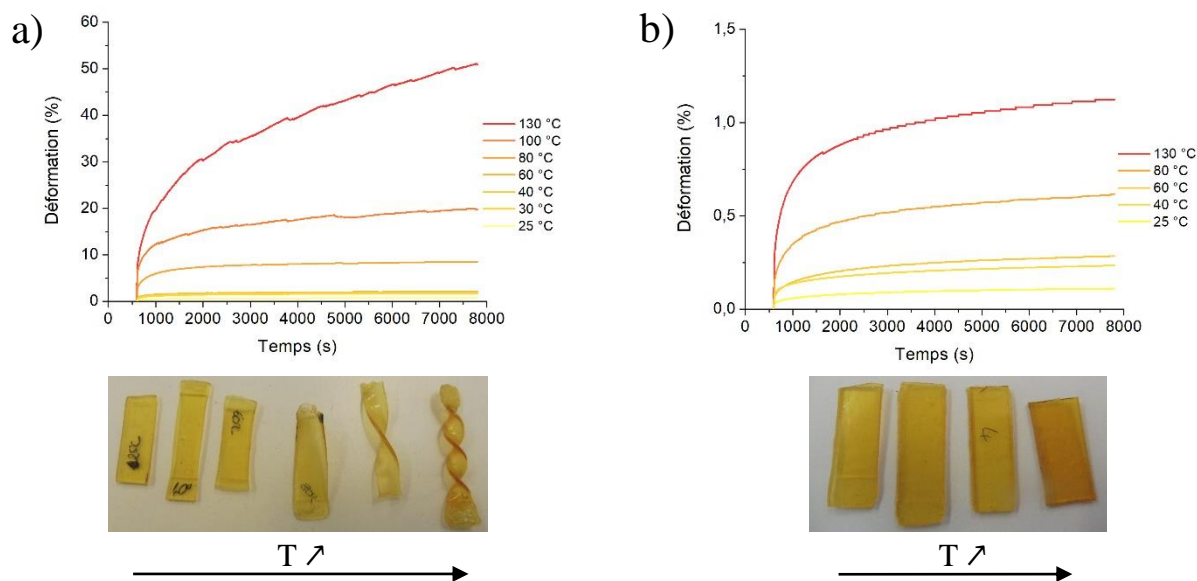 a)
60
50
40
30
20
10
0
Déformation (%)
0 1000 2000 3000 4000 5000 6000 7000 8000
Temps (s)
130 °C
100 °C
80 °C
60 °C
40 °C
30 °C
25 °C
T ↗
b)
1,5
1,0
0,5
0,0
Déformation (%)
0 1000 2000 3000 4000 5000 6000 7000 8000
Temps (s)
130 °C
80 °C
60 °C
40 °C
25 °C
4
T ↗